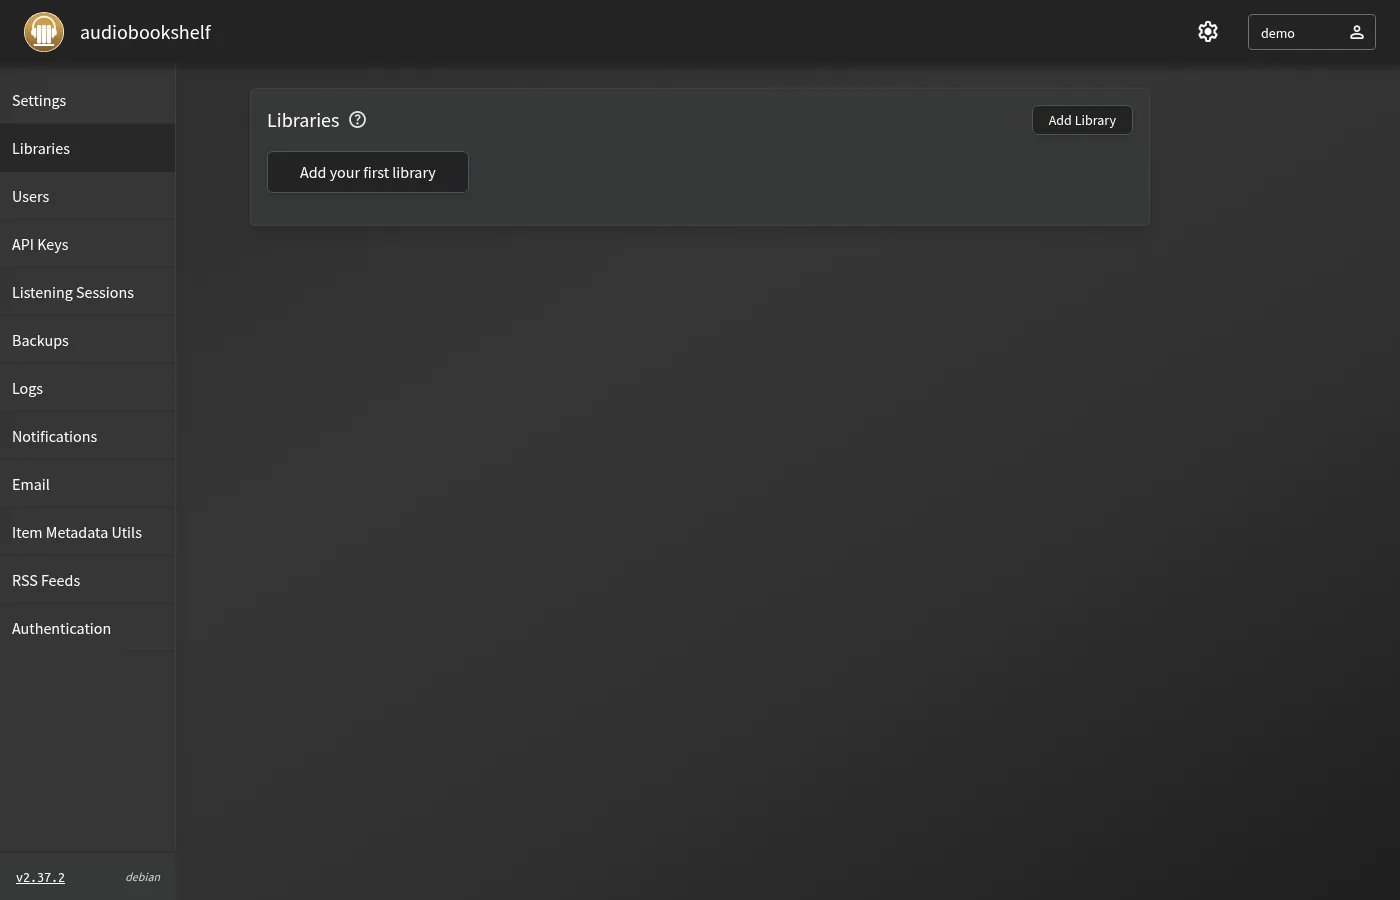 audiobookshelf
demo
Settings
Libraries
Users
API Keys
Listening Sessions
Backups
Logs
Notifications
Email
Item Metadata Utils
RSS Feeds
Authentication
v2.37.2
debian
Libraries ?
Add Library
Add your first library